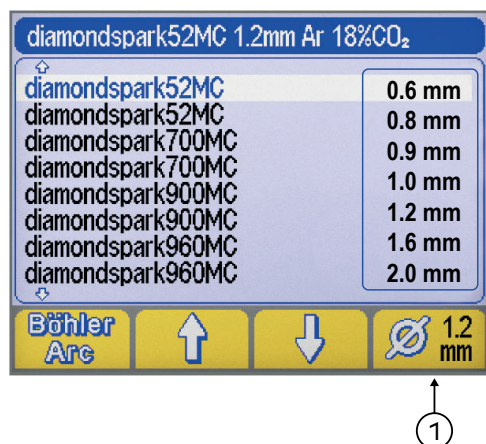 diamondspark52MC 1.2mm Ar 18%CO₂
diamondspark52MC
diamondspark52MC
diamondspark700MC
diamondspark700MC
diamondspark900MC
diamondspark900MC
diamondspark960MC
diamondspark960MC
0.6 mm
0.8 mm
0.9 mm
1.0 mm
1.2 mm
1.6 mm
2.0 mm
Böhler
Arc
Ø 1.2
mm
1